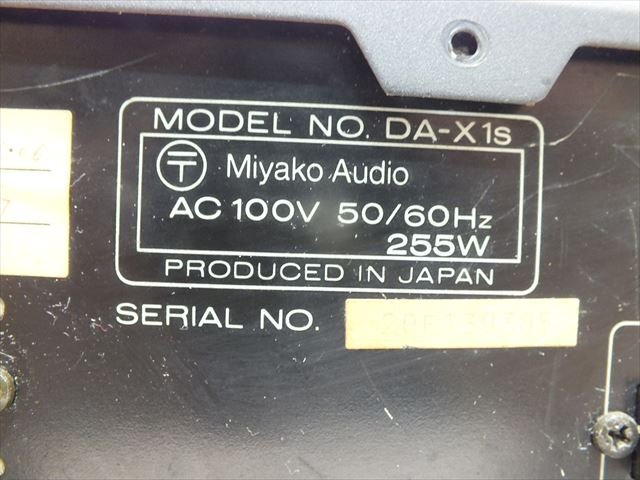 MODEL NO. DA-X1s
〒 Miyako Audio
AC 100V 50/60Hz
255W
PRODUCED IN JAPAN
SERIAL NO.